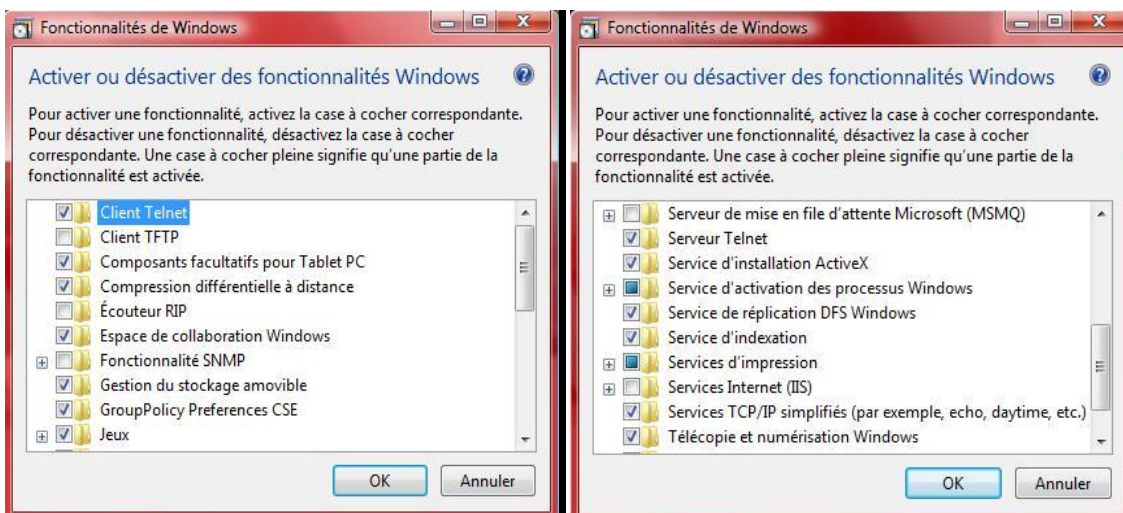 Fonctionnalités de Windows
Activer ou désactiver des fonctionnalités Windows
Pour activer une fonctionnalité, activez la case à cocher correspondante.
Pour désactiver une fonctionnalité, désactivez la case à cocher
correspondante. Une case à cocher pleine signifie qu'une partie de la
fonctionnalité est activée.
Client Telnet
Client TFTP
Composants facultatifs pour Tablet PC
Compression différentielle à distance
Écouteur RIP
Espace de collaboration Windows
Fonctionnalité SNMP
Gestion du stockage amovible
GroupPolicy Preferences CSE
Jeux
OK
Annuler
Fonctionnalités de Windows
Activer ou désactiver des fonctionnalités Windows
Pour activer une fonctionnalité, activez la case à cocher correspondante.
Pour désactiver une fonctionnalité, désactivez la case à cocher
correspondante. Une case à cocher pleine signifie qu'une partie de la
fonctionnalité est activée.
Serveur de mise en file d'attente Microsoft (MSMQ)
Serveur Telnet
Service d'installation ActiveX
Service d'activation des processus Windows
Service de réplication DFS Windows
Service d'indexation
Services d'impression
Services Internet (IIS)
Services TCP/IP simplifiés (par exemple, echo, daytime, etc.)
Télécopie et numérisation Windows
OK
Annuler